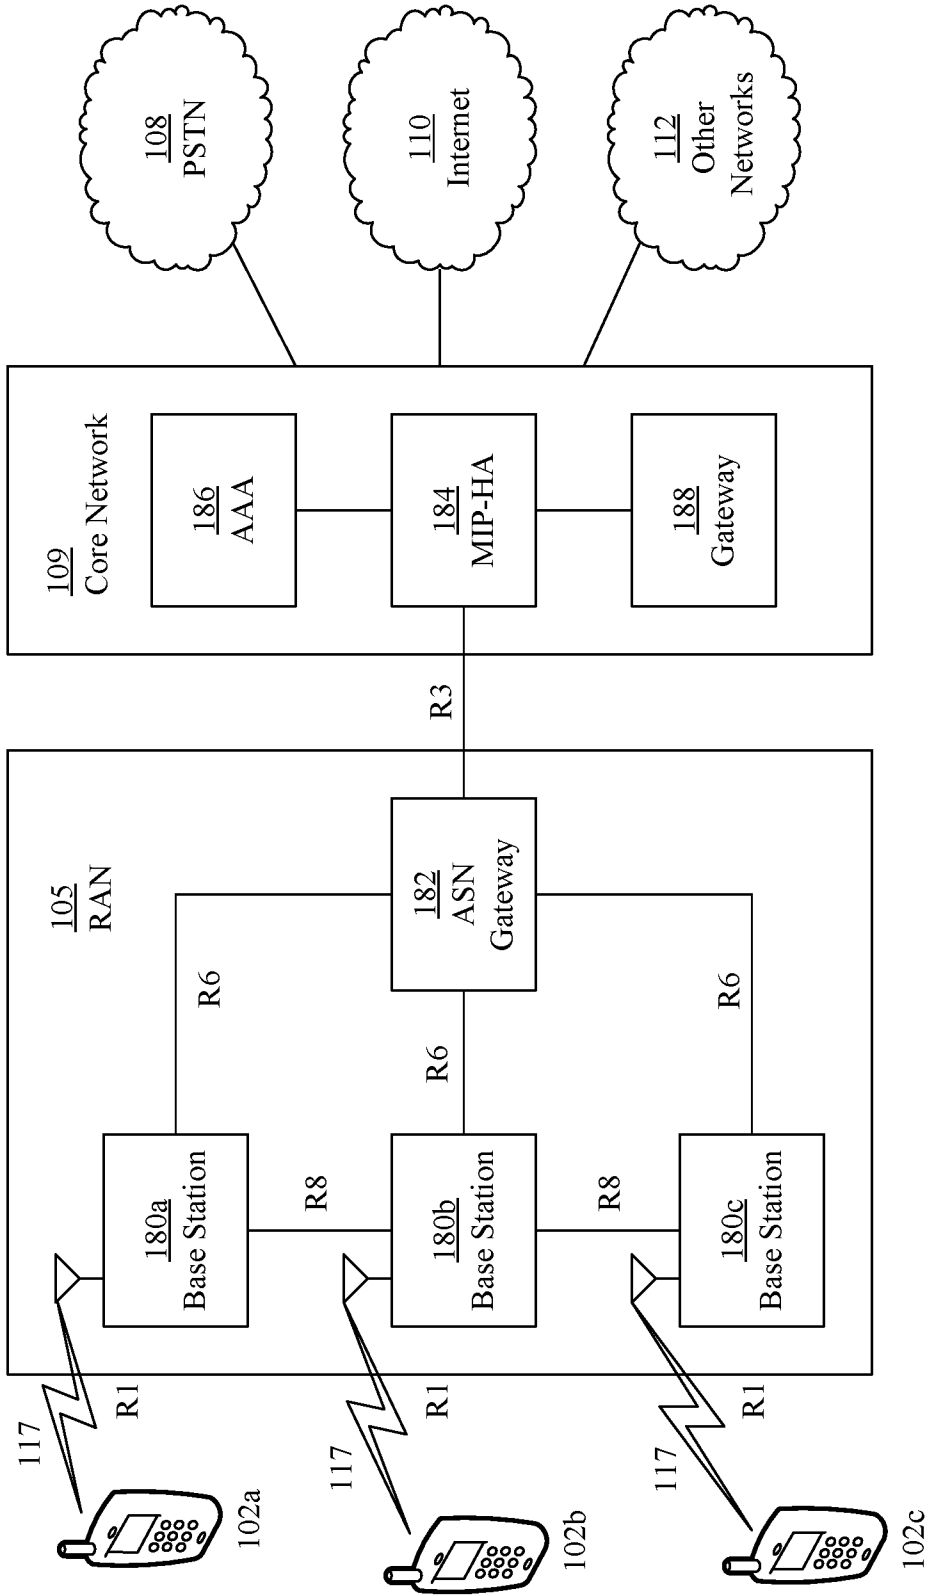 102a
117
R1
102b
117
R1
102c
117
R1
105
RAN
180a
Base Station
R8
180b
Base Station
R8
180c
Base Station
R6
R6
R6
182
ASN
Gateway
R3
109
Core Network
186
AAA
184
MIP-HA
188
Gateway
108
PSTN
110
Internet
112
Other
Networks